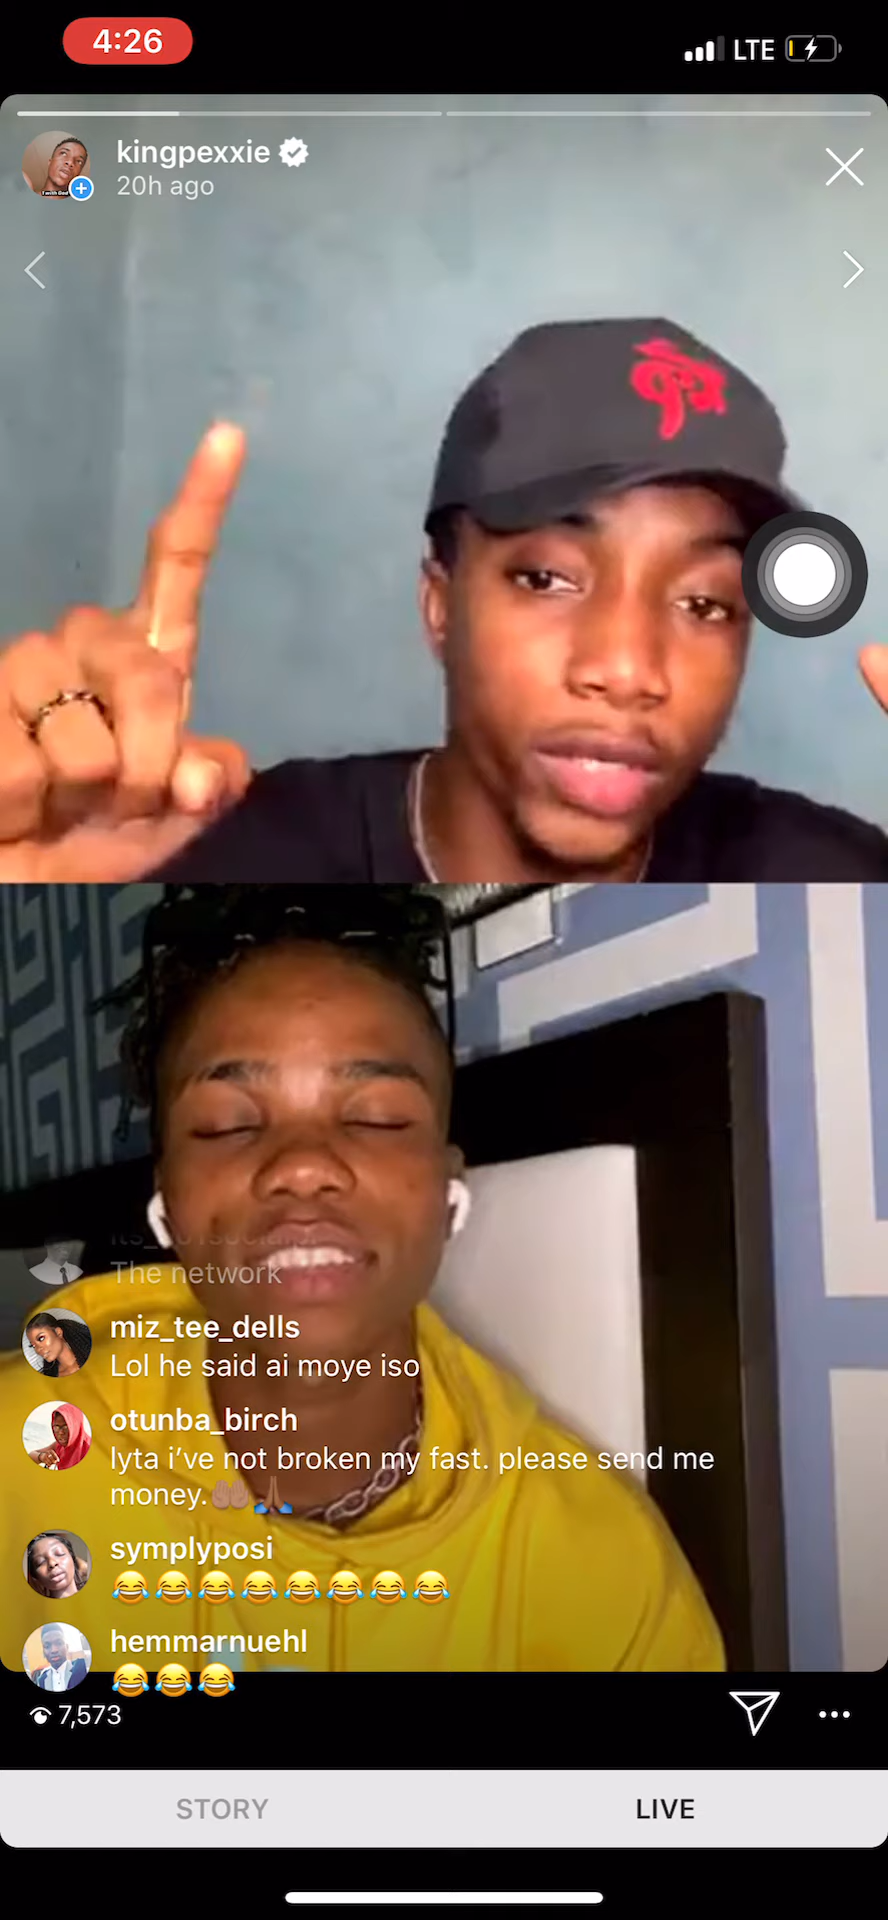 4:26
LTE
kingpexxie
20h ago
The network
miz_tee_dells
Lol he said ai moye iso
otunba_birch
lyta i’ve not broken my fast. please send me
money.🤲🏾🙏🏾
symplyposi
😂😂😂😂😂😂😂😂
hemmarnuehl
😂😂😂
7,573
STORY
LIVE